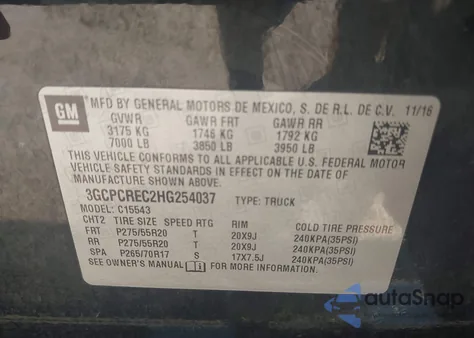 GM
MFD BY GENERAL MOTORS DE MEXICO, S. DE R.L. DE C.V. 11/16
GVWR GAWR FRT GAWR RR
3175 KG 1746 KG 1792 KG
7000 LB 3850 LB 3950 LB
THIS VEHICLE CONFORMS TO ALL APPLICABLE U.S. FEDERAL MOTOR
VEHICLE SAFETY STANDARDS IN EFFECT ON THE DATE OF
MANUFACTURE SHOWN ABOVE.
3GCPCREC2HG254037 TYPE: TRUCK
MODEL: C15543
CHT2 TIRE SIZE SPEED RTG RIM COLD TIRE PRESSURE
FRT P275/55R20 T 20X9J 240KPA(35PSI)
RR P275/55R20 T 20X9J 240KPA(35PSI)
SPA P265/70R17 S 17X7.5J 240KPA(35PSI)
SEE OWNER'S MANUAL FOR ADDITIONAL INFORMATION
autoSnap